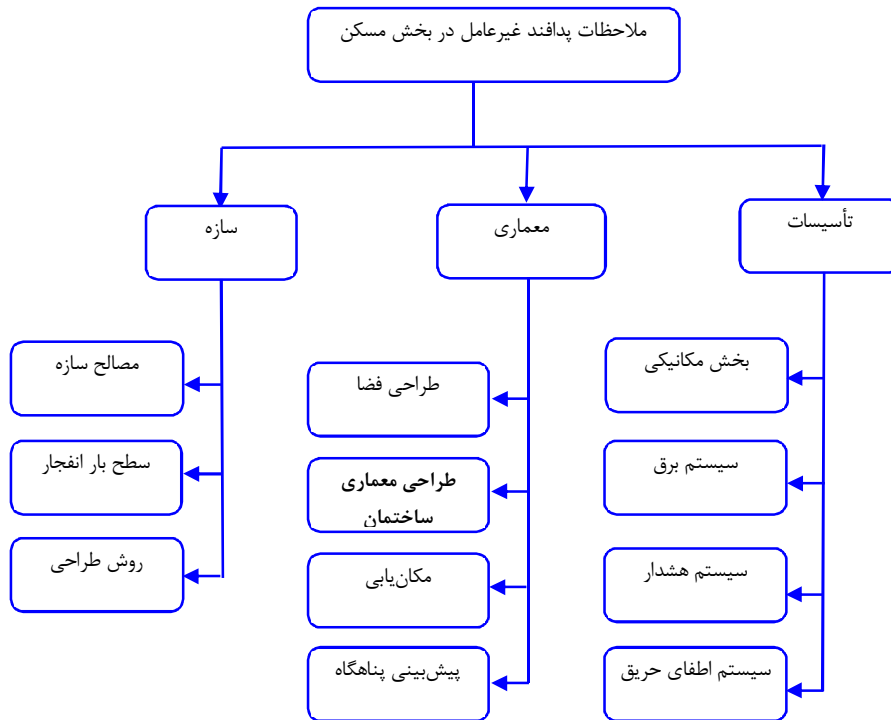 ملاحظات پدافند غیرعامل در بخش مسکن
تأسیسات
معماری
سازه
بخش مکانیکی
سیستم برق
سیستم هشدار
سیستم اطفای حریق
طراحی فضا
طراحی معماری
ساختمان
مکان‌یابی
پیش‌بینی پناهگاه
مصالح سازه
سطح بار انفجار
روش طراحی